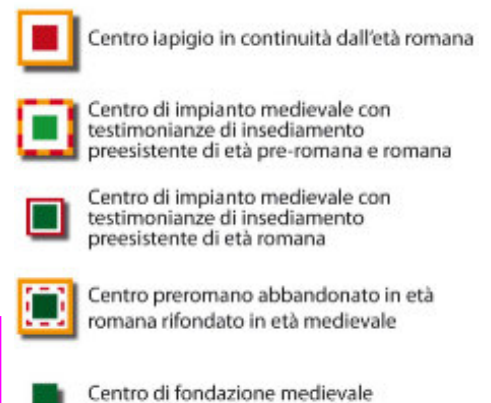 Centro iapigio in continuità dall'età romana
Centro di impianto medievale con
testimonianze di insediamento
preesistente di età pre-romana e romana
Centro di impianto medievale con
testimonianze di insediamento
preesistente di età romana
Centro preromano abbandonato in età
romana rifondato in età medievale
Centro di fondazione medievale